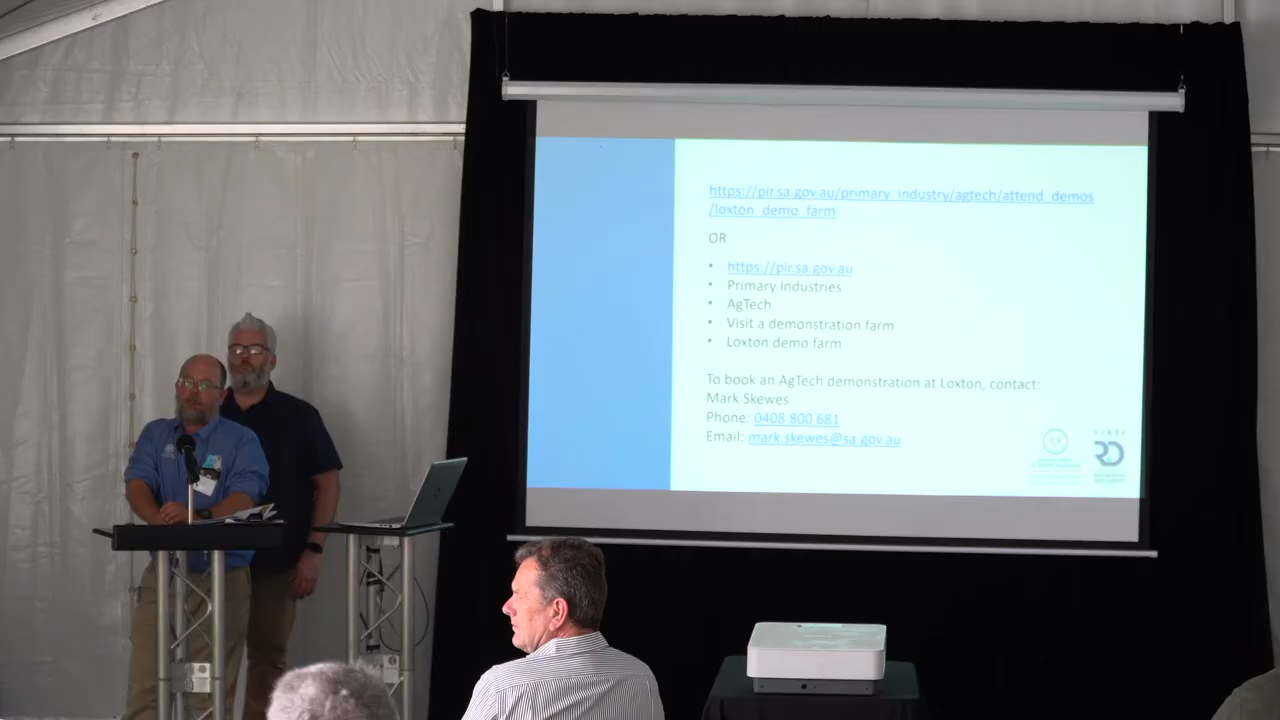 https://pir.sa.gov.au/primary_industry/agtech/attend_demos
/loxton_demo_farm
OR
• https://pir.sa.gov.au
• Primary Industries
• AgTech
• Visit a demonstration farm
• Loxton demo farm
To book an AgTech demonstration at Loxton, contact:
Mark Skewes
Phone: 0408 800 681
Email: mark.skewes@sa.gov.au